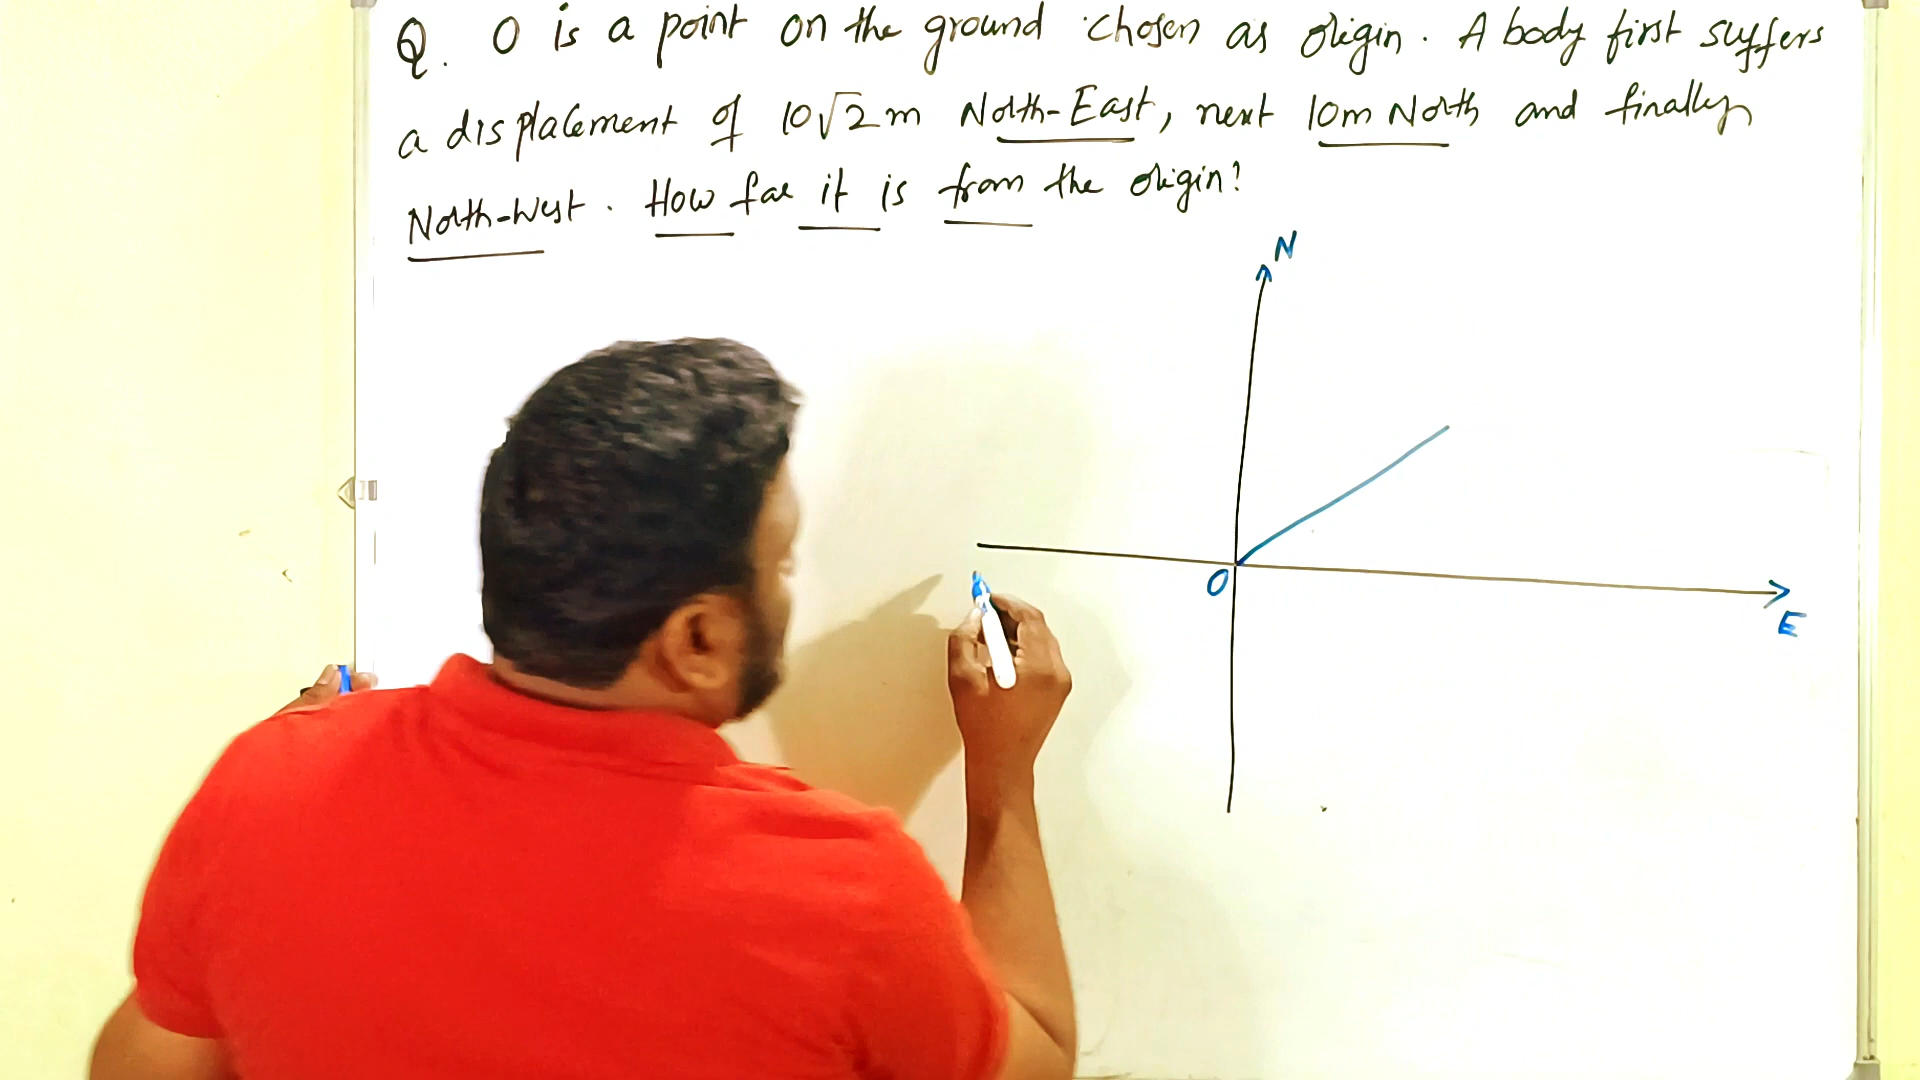 Q. O is a point on the ground chosen as origin. A body first suffers
a displacement of 10√2 m North-East, next 10m North and finally
North-West. How far it is from the origin?
N
O
E